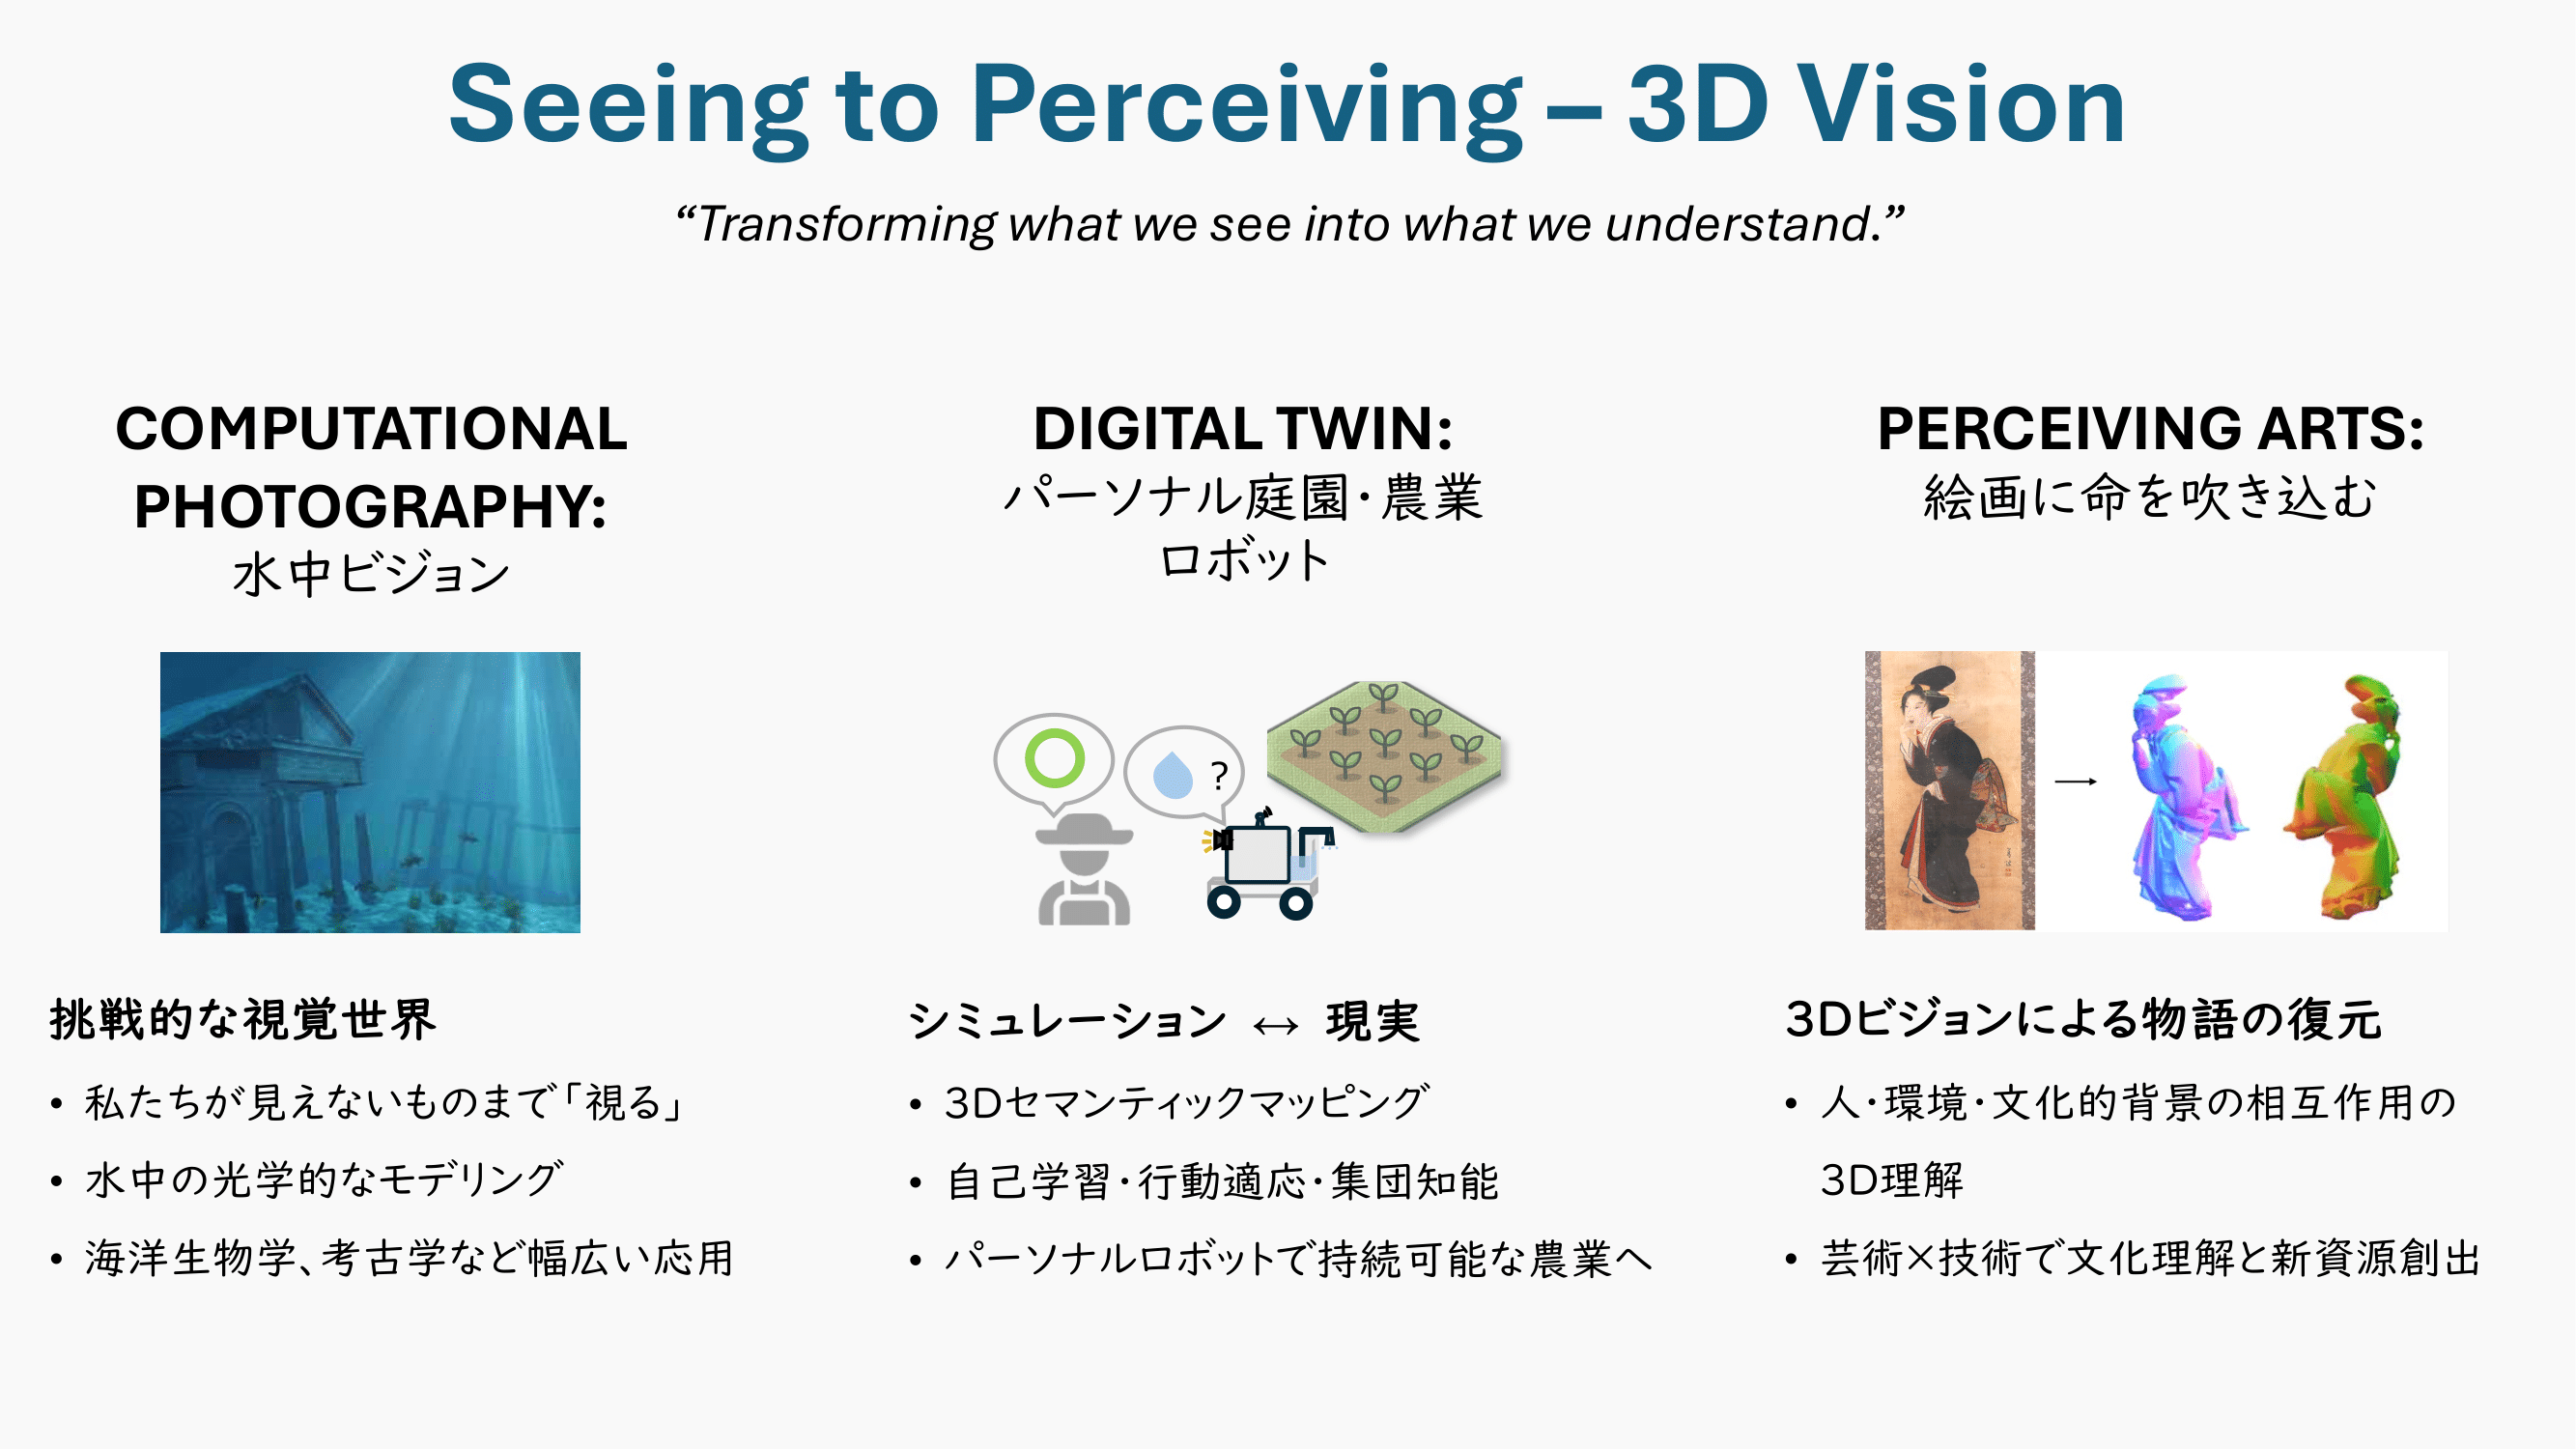 Seeing to Perceiving – 3D Vision
“Transforming what we see into what we understand.”
COMPUTATIONAL
PHOTOGRAPHY:
水中ビジョン
挑戦的な視覚世界
• 私たちが見えないものまで「視る」
• 水中の光学的なモデリング
• 海洋生物学、考古学など幅広い応用
DIGITAL TWIN:
パーソナル庭園・農業
ロボット
?
シミュレーション ↔ 現実
• 3Dセマンティックマッピング
• 自己学習・行動適応・集団知能
• パーソナルロボットで持続可能な農業へ
PERCEIVING ARTS:
絵画に命を吹き込む
3Dビジョンによる物語の復元
• 人・環境・文化的背景の相互作用の
3D理解
• 芸術×技術で文化理解と新資源創出